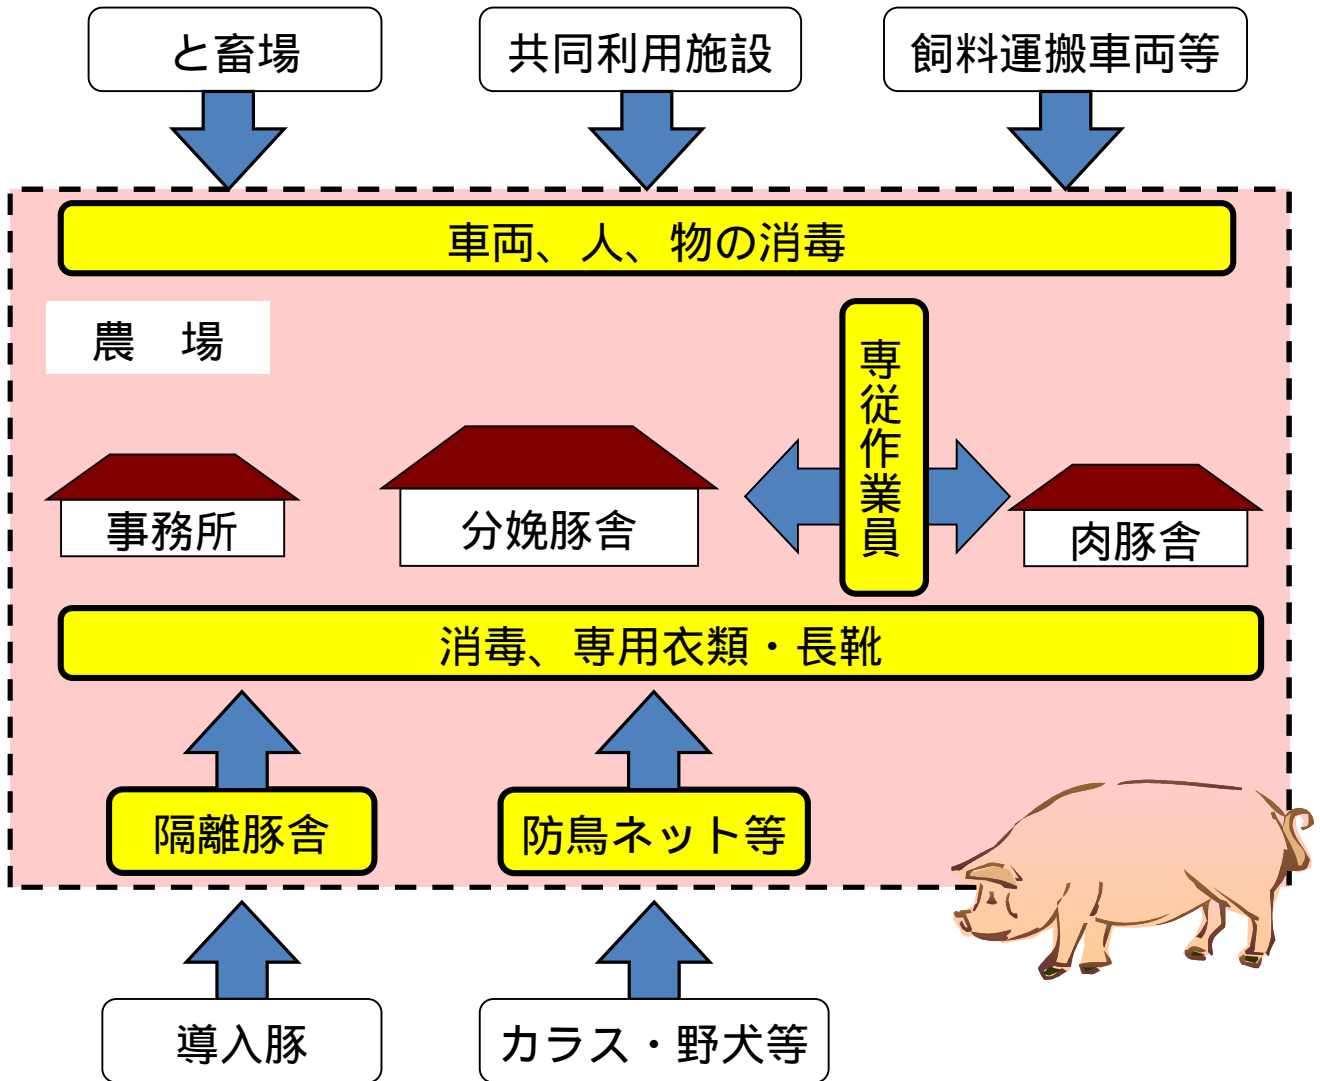 と畜場
共同利用施設
飼料運搬車両等
車両、人、物の消毒
農　場
専従作業員
事務所
分娩豚舎
肉豚舎
消毒、専用衣類・長靴
隔離豚舎
防鳥ネット等
導入豚
カラス・野犬等